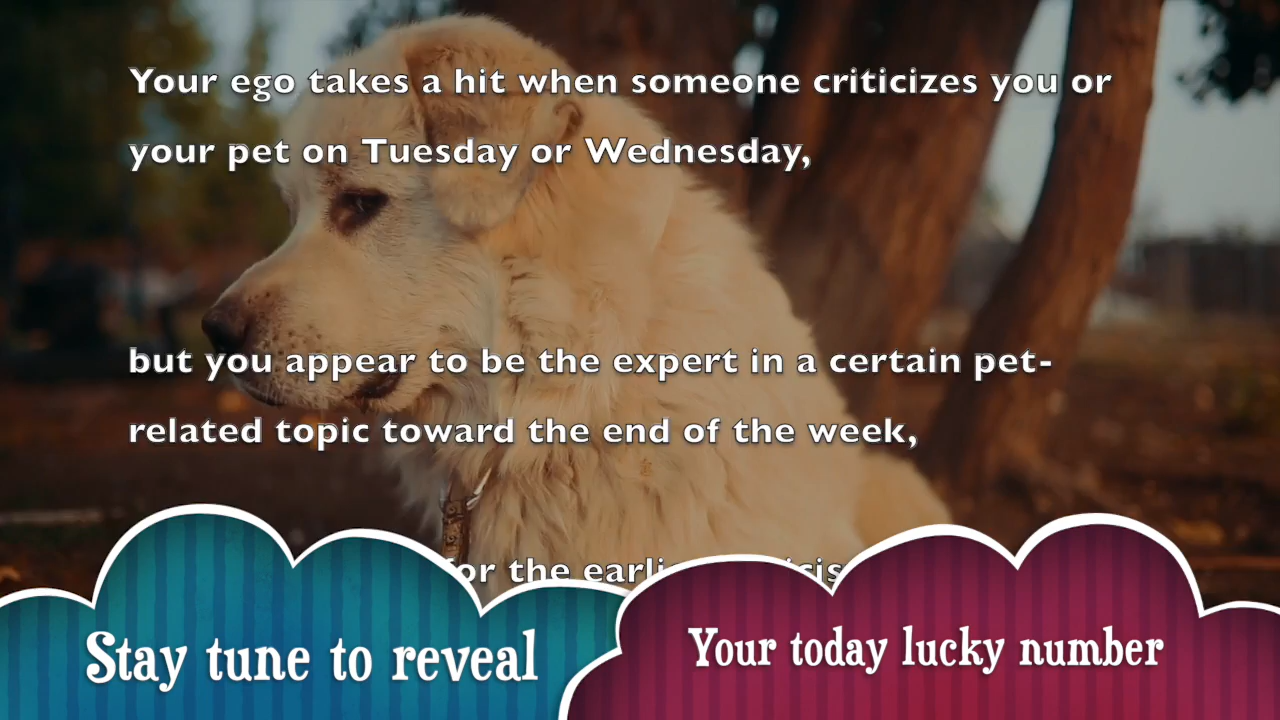 Your ego takes a hit when someone criticizes you or
your pet on Tuesday or Wednesday,
but you appear to be the expert in a certain pet-
related topic toward the end of the week,
for the
Stay tune to reveal
Your today lucky number